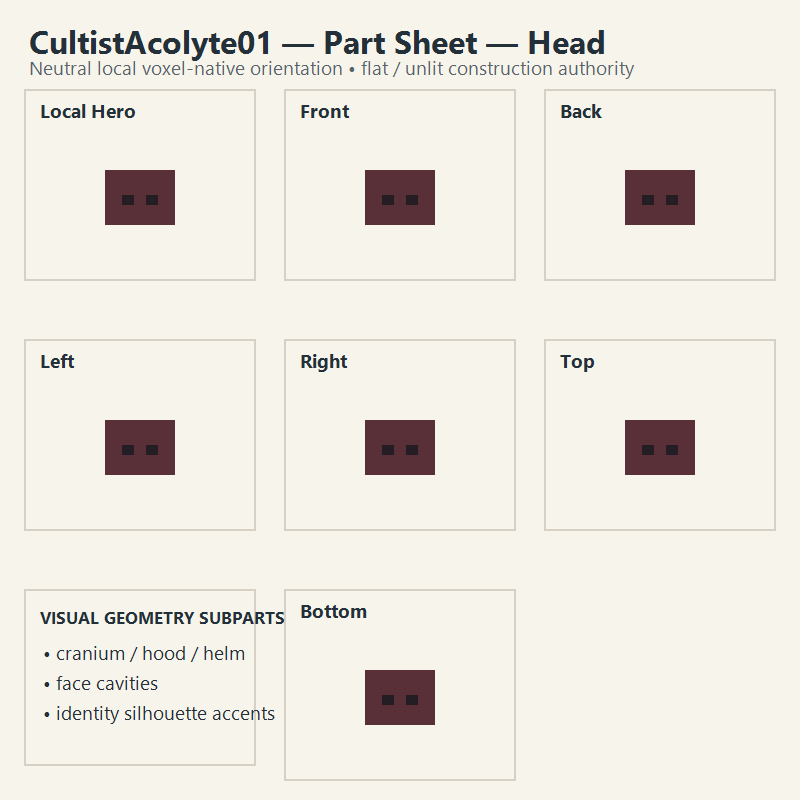 CultistAcolyte01 — Part Sheet — Head
Neutral local voxel-native orientation • flat / unlit construction authority
Local Hero
Front
Back
Left
Right
Top
VISUAL GEOMETRY SUBPARTS
• cranium / hood / helm
• face cavities
• identity silhouette accents
Bottom